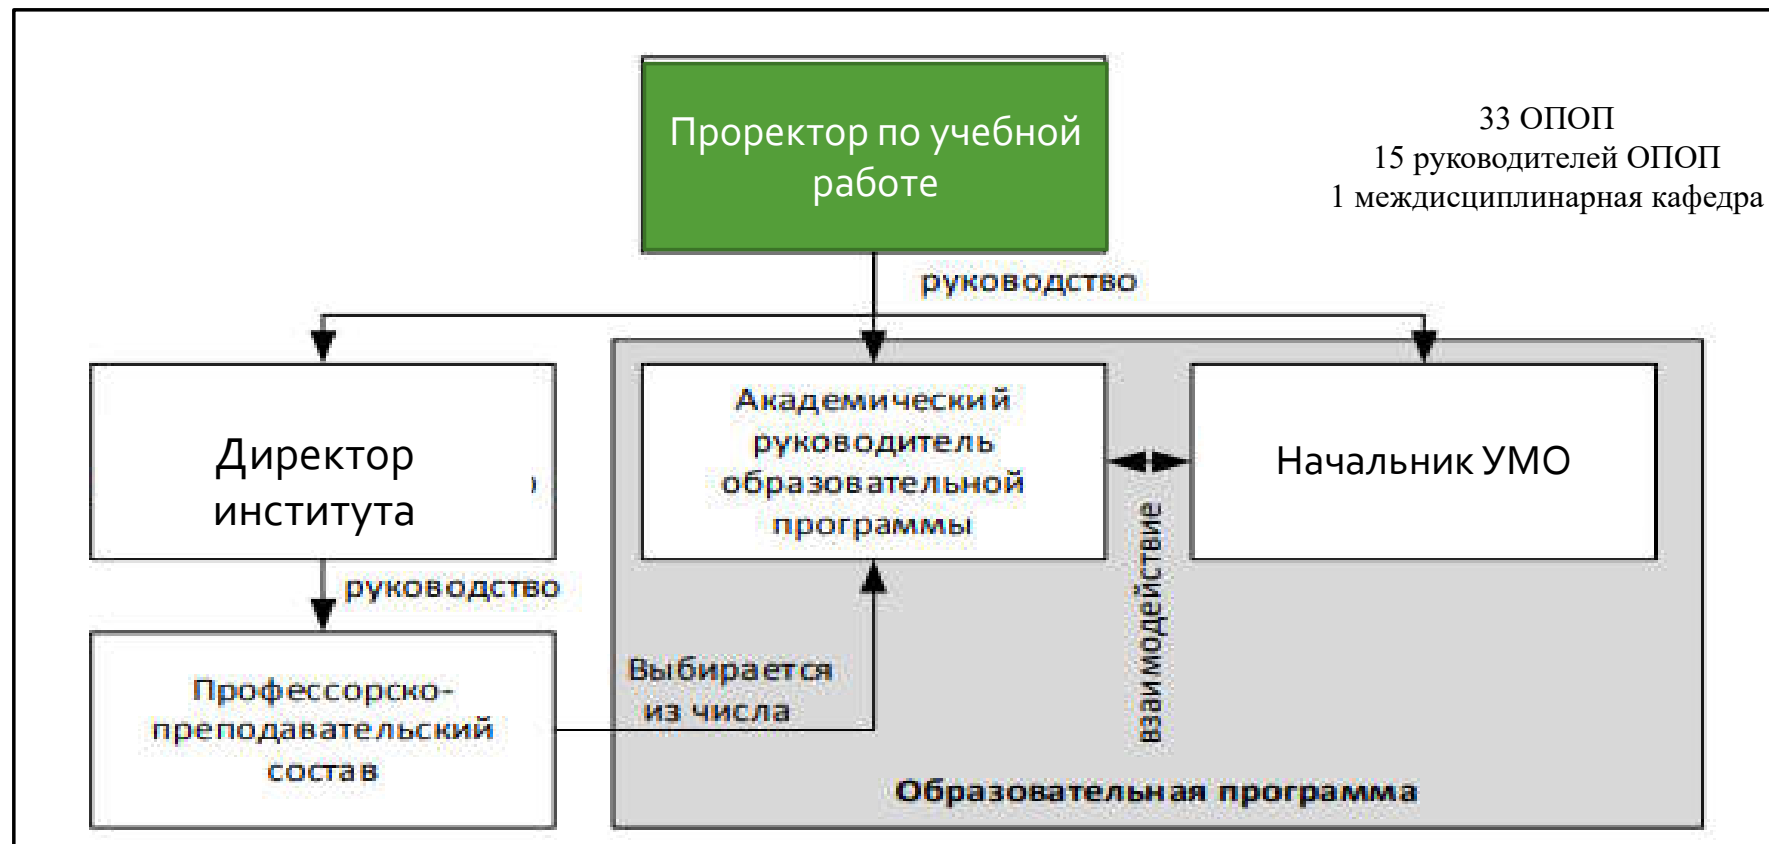 Проректор по учебной
работе
33 ОПОП
15 руководителей ОПОП
1 междисциплинарная кафедра
руководство
Директор
института
Академический
руководитель
образовательной
программы
Начальник УМО
взаимодействие
руководство
Профессорско-
преподавательский
состав
Выбирается
из числа
Образовательная программа